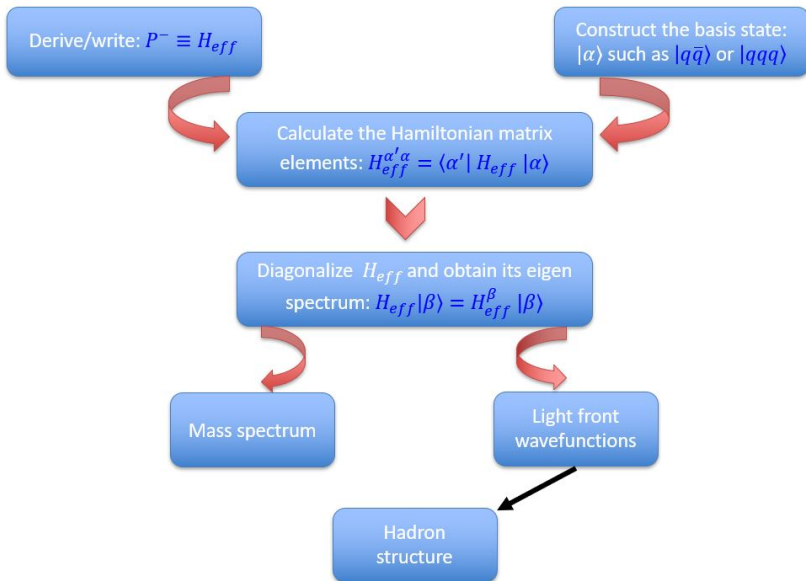 Derive/write: P⁻ ≡ H_eff
Construct the basis state:
|α⟩ such as |qq̄⟩ or |qqq⟩
Calculate the Hamiltonian matrix
elements: H_eff^{α′α} = ⟨α′| H_eff |α⟩
Diagonalize H_eff and obtain its eigen
spectrum: H_eff|β⟩ = H_eff^β |β⟩
Mass spectrum
Light front
wavefunctions
Hadron
structure